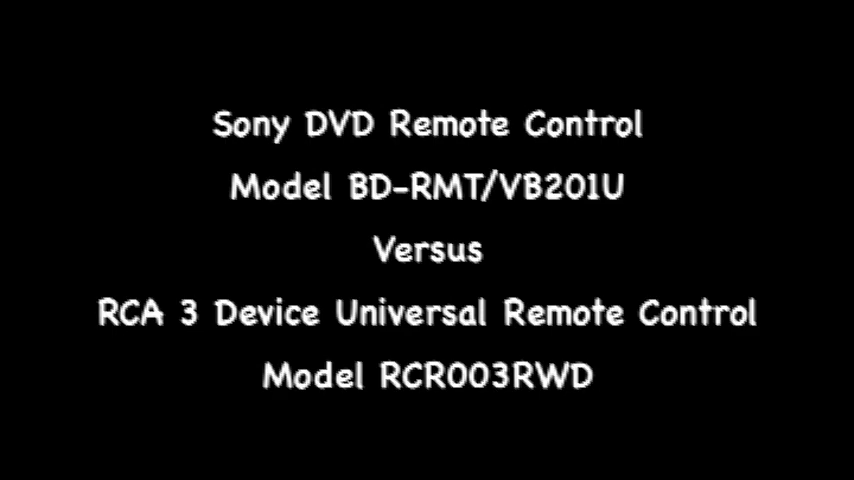 Sony DVD Remote Control
Model BD-RMT/VB201U
Versus
RCA 3 Device Universal Remote Control
Model RCR003RWD